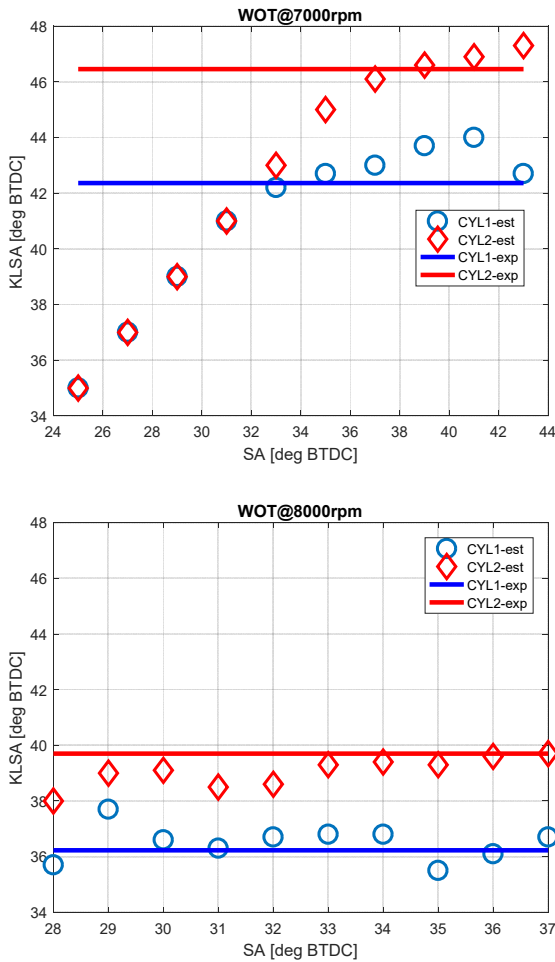 WOT@7000rpm
48
46
44
42
40
38
36
34
KLSA [deg BTDC]
CYL1-est
CYL2-est
CYL1-exp
CYL2-exp
24 26 28 30 32 34 36 38 40 42 44
SA [deg BTDC]
WOT@8000rpm
48
46
44
42
40
38
36
34
KLSA [deg BTDC]
CYL1-est
CYL2-est
CYL1-exp
CYL2-exp
28 29 30 31 32 33 34 35 36 37
SA [deg BTDC]